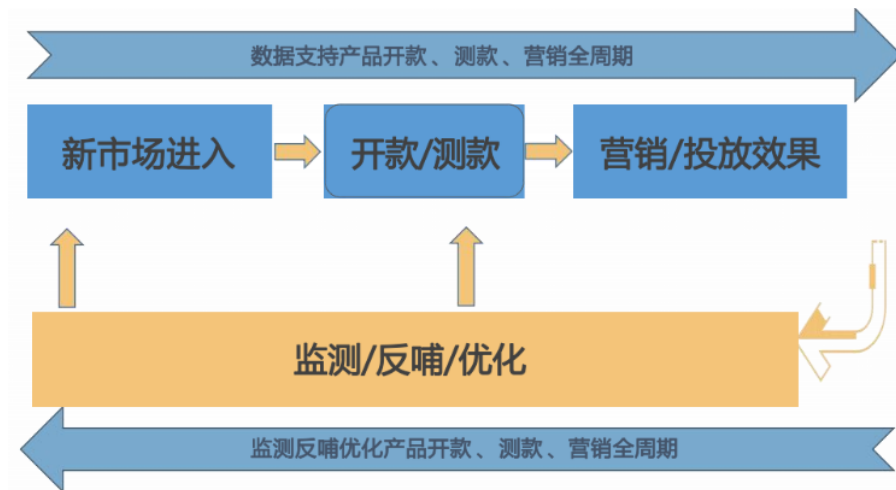 数据支持产品开款、测款、营销全周期
新市场进入
开款/测款
营销/投放效果
监测/反哺/优化
监测反哺优化产品开款、测款、营销全周期